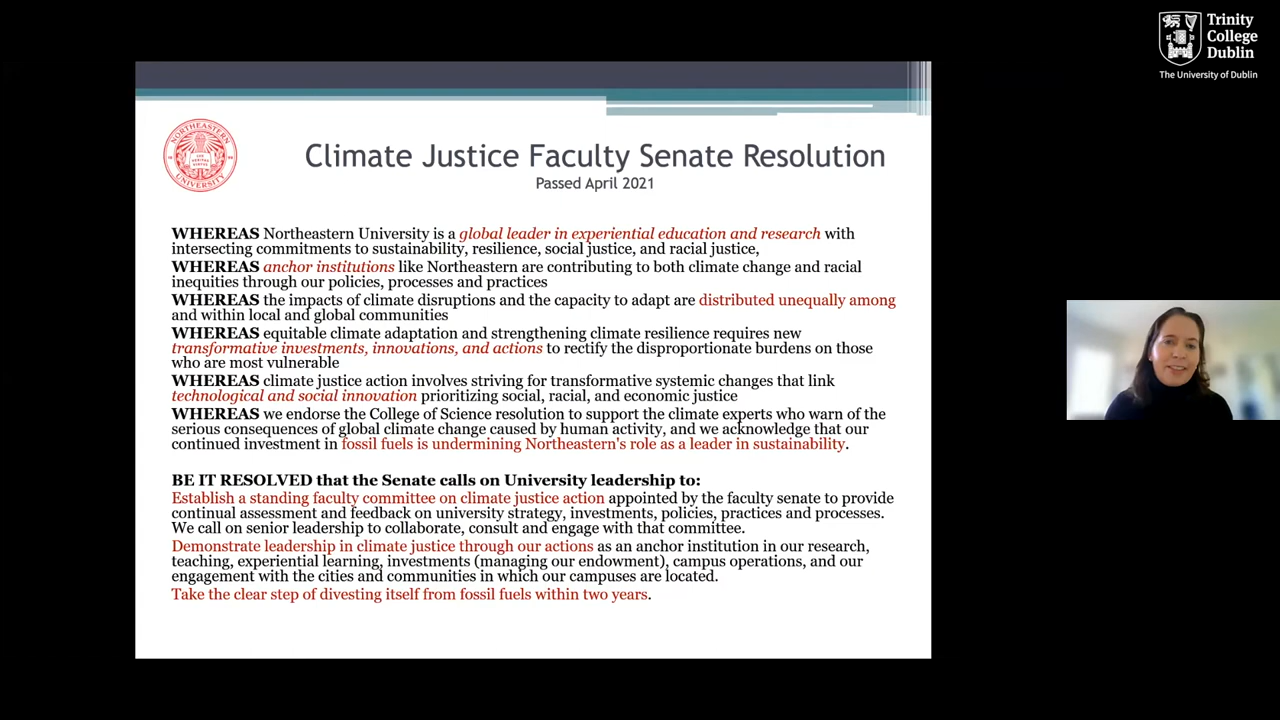 Trinity
College
Dublin
The University of Dublin
NORTHEASTERN
UNIVERSITY
Climate Justice Faculty Senate Resolution
Passed April 2021
WHEREAS Northeastern University is a global leader in experiential education and research with
intersecting commitments to sustainability, resilience, social justice, and racial justice,
WHEREAS anchor institutions like Northeastern are contributing to both climate change and racial
inequities through our policies, processes and practices
WHEREAS the impacts of climate disruptions and the capacity to adapt are distributed unequally among
and within local and global communities
WHEREAS equitable climate adaptation and strengthening climate resilience requires new
transformative investments, innovations, and actions to rectify the disproportionate burdens on those
who are most vulnerable
WHEREAS climate justice action involves striving for transformative systemic changes that link
technological and social innovation prioritizing social, racial, and economic justice
WHEREAS we endorse the College of Science resolution to support the climate experts who warn of the
serious consequences of global climate change caused by human activity, and we acknowledge that our
continued investment in fossil fuels is undermining Northeastern's role as a leader in sustainability.
BE IT RESOLVED that the Senate calls on University leadership to:
Establish a standing faculty committee on climate justice action appointed by the faculty senate to provide
continual assessment and feedback on university strategy, investments, policies, practices and processes.
We call on senior leadership to collaborate, consult and engage with that committee.
Demonstrate leadership in climate justice through our actions as an anchor institution in our research,
teaching, experiential learning, investments (managing our endowment), campus operations, and our
engagement with the cities and communities in which our campuses are located.
Take the clear step of divesting itself from fossil fuels within two years.